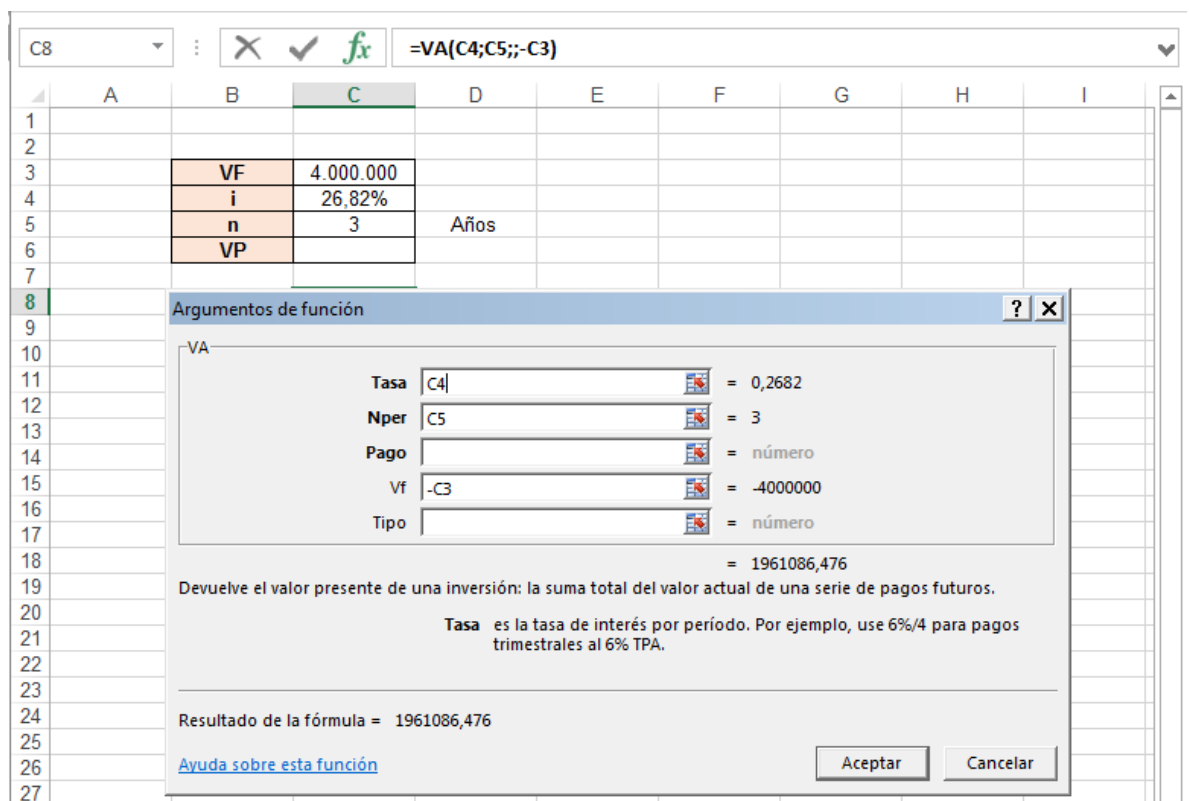 C8 fx =VA(C4;C5;;-C3)
A B C D E F G H I
1
2
3 VF 4.000.000
4 i 26,82%
5 n 3 Años
6 VP
7
8
Argumentos de función ? X
9
VA
10
11 Tasa C4 = 0,2682
12
Nper C5 = 3
13
14 Pago = número
15 Vf -C3 = -4000000
16
17 Tipo = número
18 = 1961086,476
19 Devuelve el valor presente de una inversión: la suma total del valor actual de una serie de pagos futuros.
20
Tasa es la tasa de interés por período. Por ejemplo, use 6%/4 para pagos
21 trimestrales al 6% TPA.
22
23
24 Resultado de la fórmula = 1961086,476
25
26 Ayuda sobre esta función Aceptar Cancelar
27